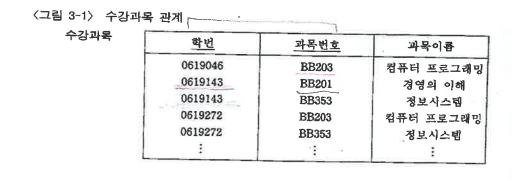 <그림 3-1> 수강과목 관계
수강과목
학번 과목번호 과목이름
0619046 BB203 컴퓨터 프로그래밍
0619143 BB201 경영의 이해
0619143 BB353 정보시스템
0619272 BB203 컴퓨터 프로그래밍
0619272 BB353 정보시스템
⋮ ⋮ ⋮